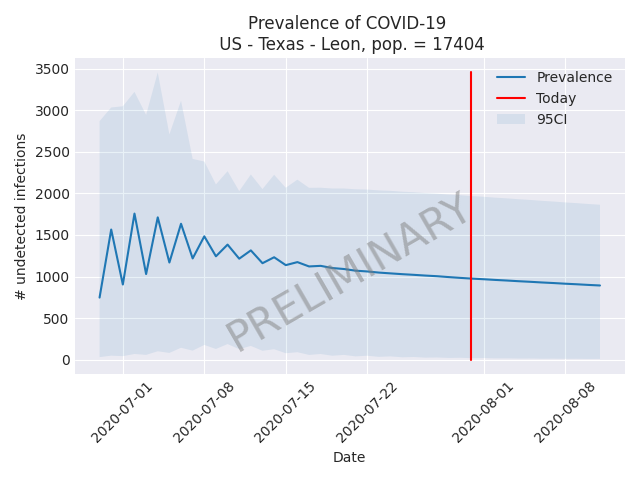 Prevalence of COVID-19
US - Texas - Leon, pop. = 17404
3500
3000
2500
2000
1500
1000
500
0
# undetected infections
Prevalence
Today
95CI
PRELIMINARY
2020-07-01
2020-07-08
2020-07-15
2020-07-22
2020-08-01
2020-08-08
Date